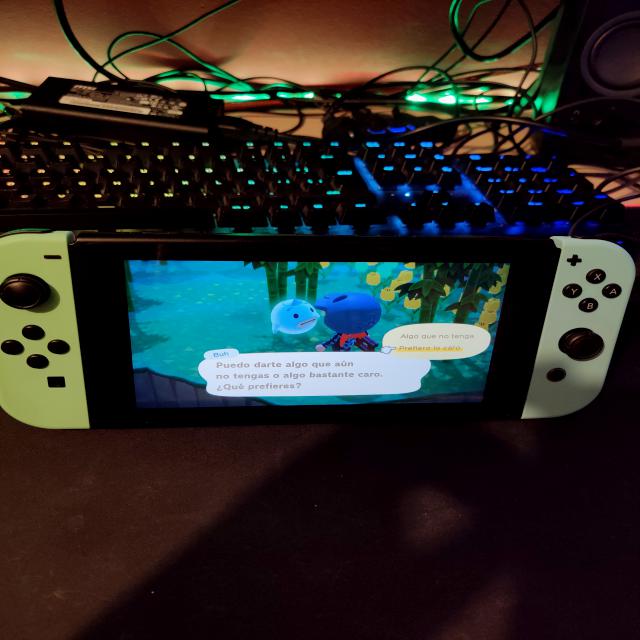 Buh
Puedo darte algo que aún
no tengas o algo bastante caro.
¿Qué prefieres?
Algo que no tenga.
Prefiero lo caro.
X
A
B